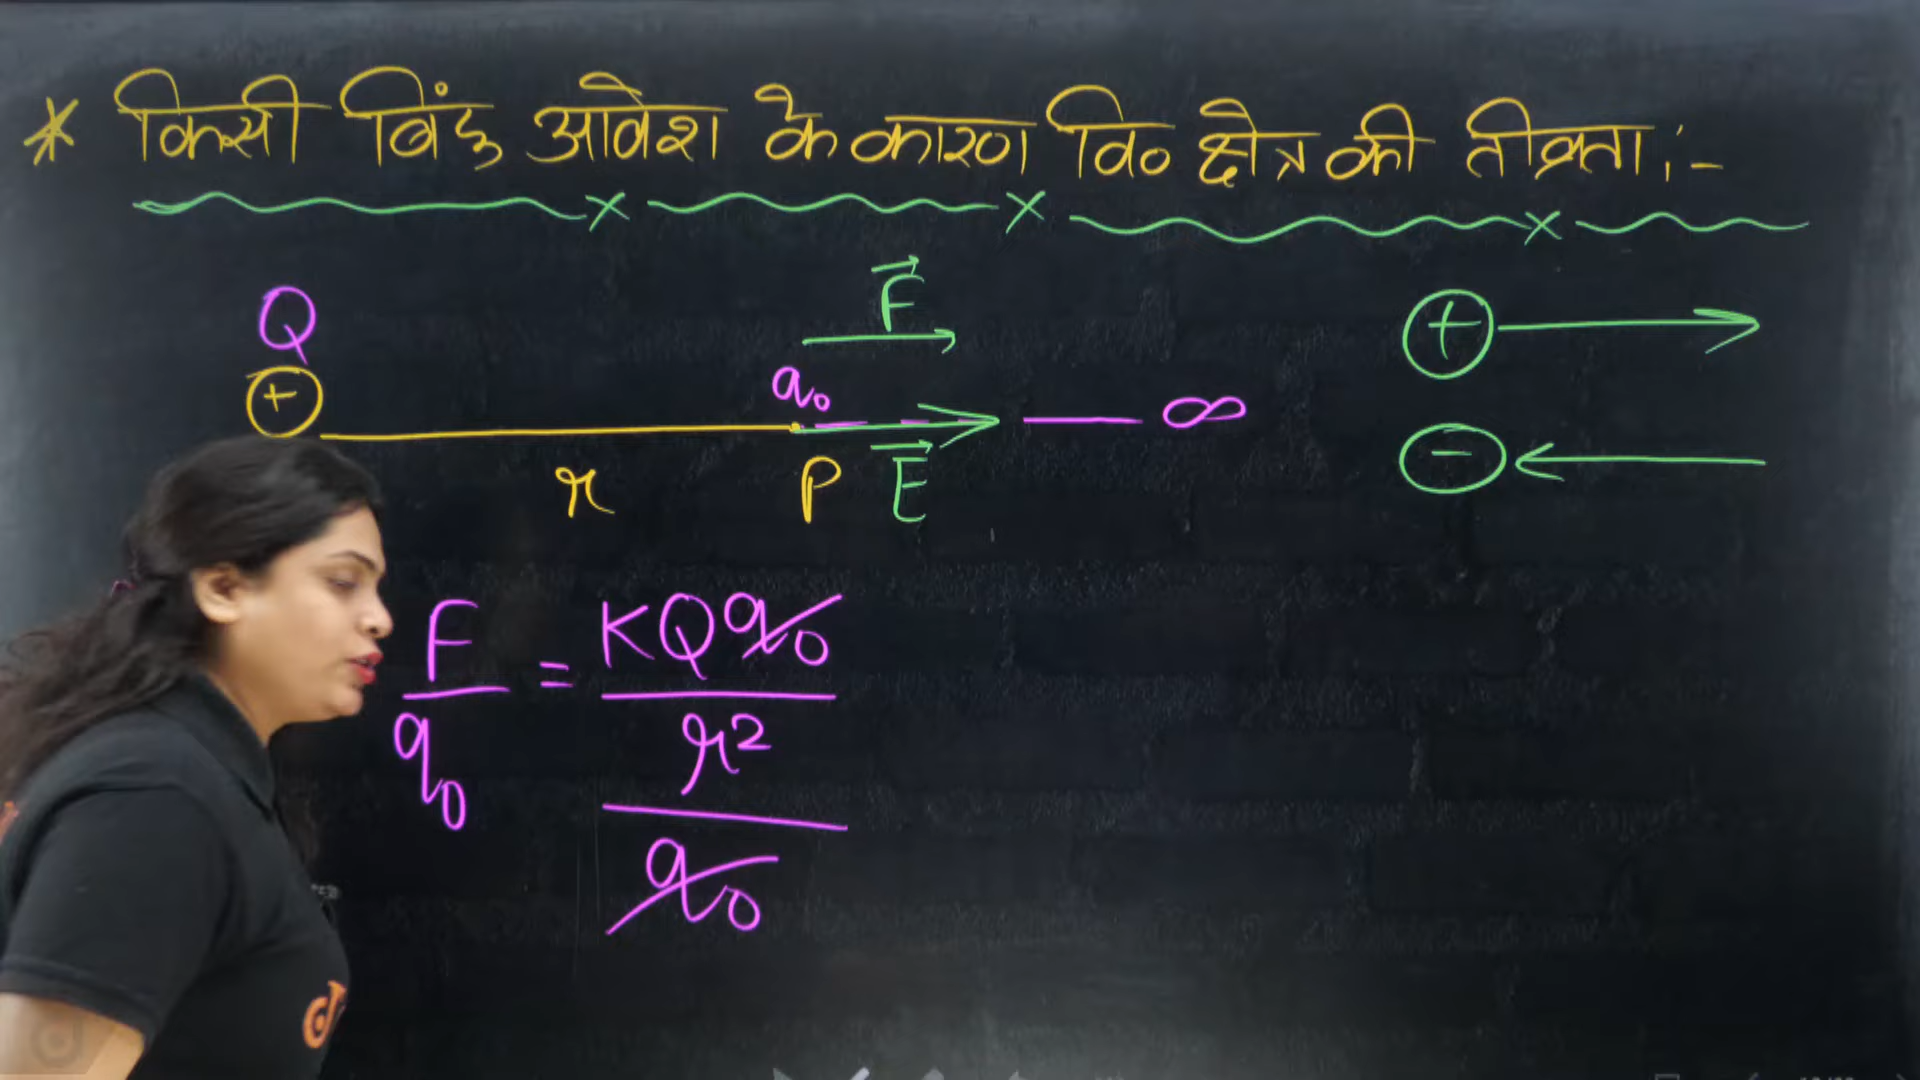 * किसी बिंदु आवेश के कारण वि० क्षेत्र की तीव्रता :-
Q
F
q₀
+
∞
r
P
E
+
-
F/q₀ = KQq₀/r²/q₀